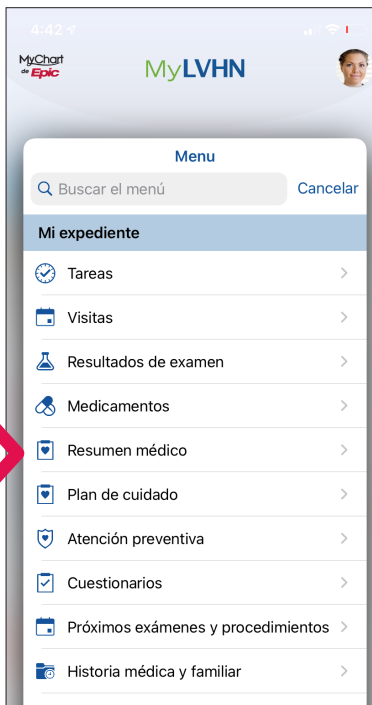 4:42
MyChart
de Epic
MyLVHN
Menu
Buscar el menú
Cancelar
Mi expediente
Tareas
Visitas
Resultados de examen
Medicamentos
Resumen médico
Plan de cuidado
Atención preventiva
Cuestionarios
Próximos exámenes y procedimientos
Historia médica y familiar